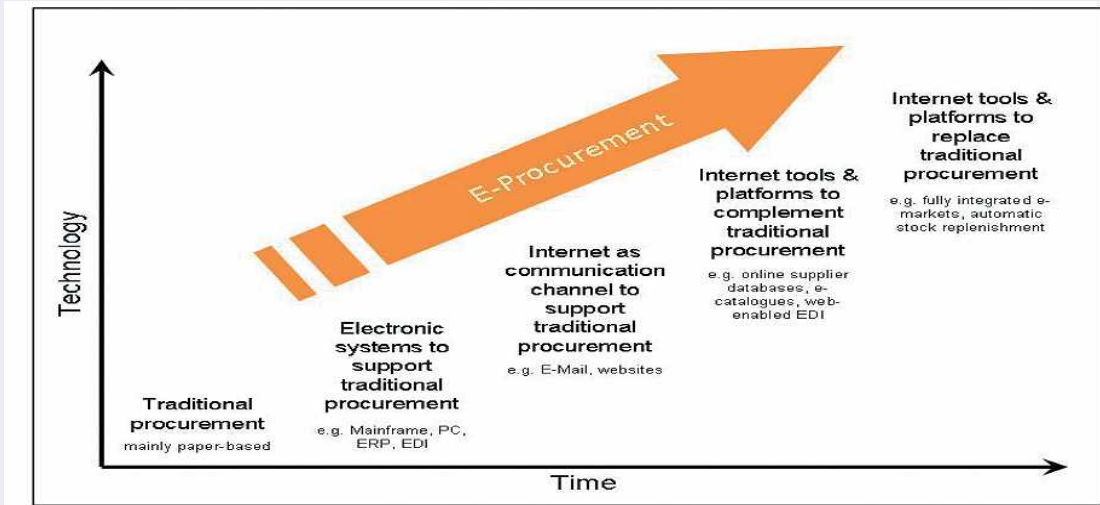 Technology
E-Procurement
Traditional
procurement
mainly paper-based
Electronic
systems to
support
traditional
procurement
e.g. Mainframe, PC,
ERP, EDI
Internet as
communication
channel to
support
traditional
procurement
e.g. E-Mail, websites
Internet tools &
platforms to
complement
traditional
procurement
e.g. online supplier
databases, e-
catalogues, web-
enabled EDI
Internet tools &
platforms to
replace
traditional
procurement
e.g. fully integrated e-
markets, automatic
stock replenishment
Time